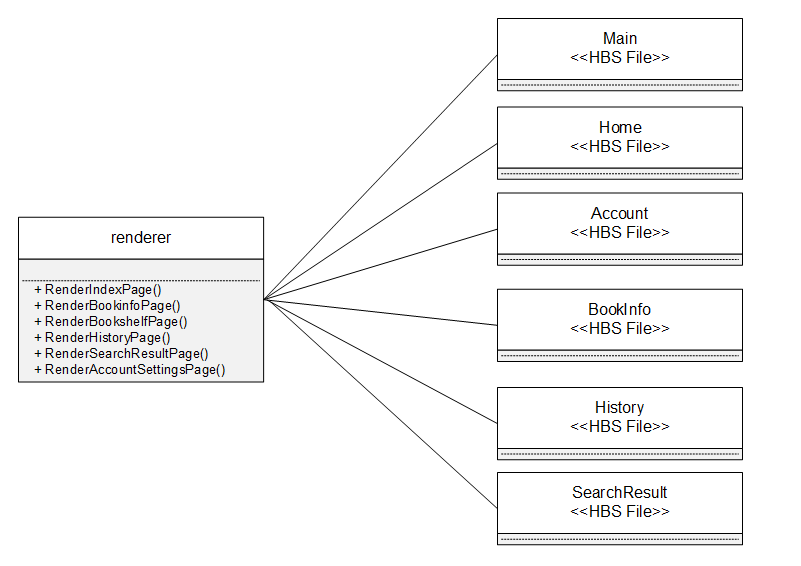 renderer
+ RenderIndexPage()
+ RenderBookinfoPage()
+ RenderBookshelfPage()
+ RenderHistoryPage()
+ RenderSearchResultPage()
+ RenderAccountSettingsPage()
Main
<<HBS File>>
Home
<<HBS File>>
Account
<<HBS File>>
BookInfo
<<HBS File>>
History
<<HBS File>>
SearchResult
<<HBS File>>